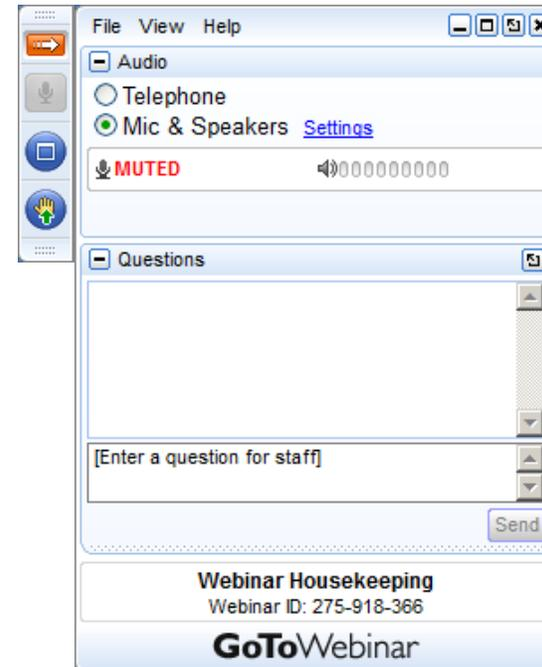 File View Help
Audio
Telephone
Mic & Speakers Settings
MUTED
Questions
[Enter a question for staff]
Send
Webinar Housekeeping
Webinar ID: 275-918-366
GoToWebinar